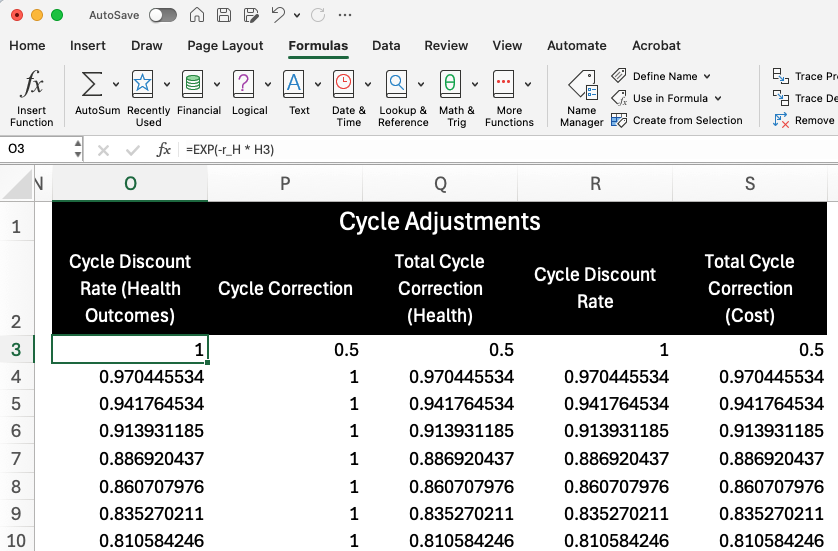 AutoSave
Home Insert Draw Page Layout Formulas Data Review View Automate Acrobat
fx Insert Function
AutoSum
Recently Used
Financial
Logical
Text
Date & Time
Lookup & Reference
Math & Trig
More Functions
Name Manager
Define Name
Use in Formula
Create from Selection
Trace
Trace
Remove
O3 fx =EXP(-r_H * H3)
N O P Q R S
1 Cycle Adjustments
2 Cycle Discount Rate (Health Outcomes) Cycle Correction Total Cycle Correction (Health) Cycle Discount Rate Total Cycle Correction (Cost)
3 1 0.5 0.5 1 0.5
4 0.970445534 1 0.970445534 0.970445534 0.970445534
5 0.941764534 1 0.941764534 0.941764534 0.941764534
6 0.913931185 1 0.913931185 0.913931185 0.913931185
7 0.886920437 1 0.886920437 0.886920437 0.886920437
8 0.860707976 1 0.860707976 0.860707976 0.860707976
9 0.835270211 1 0.835270211 0.835270211 0.835270211
10 0.810584246 1 0.810584246 0.810584246 0.810584246